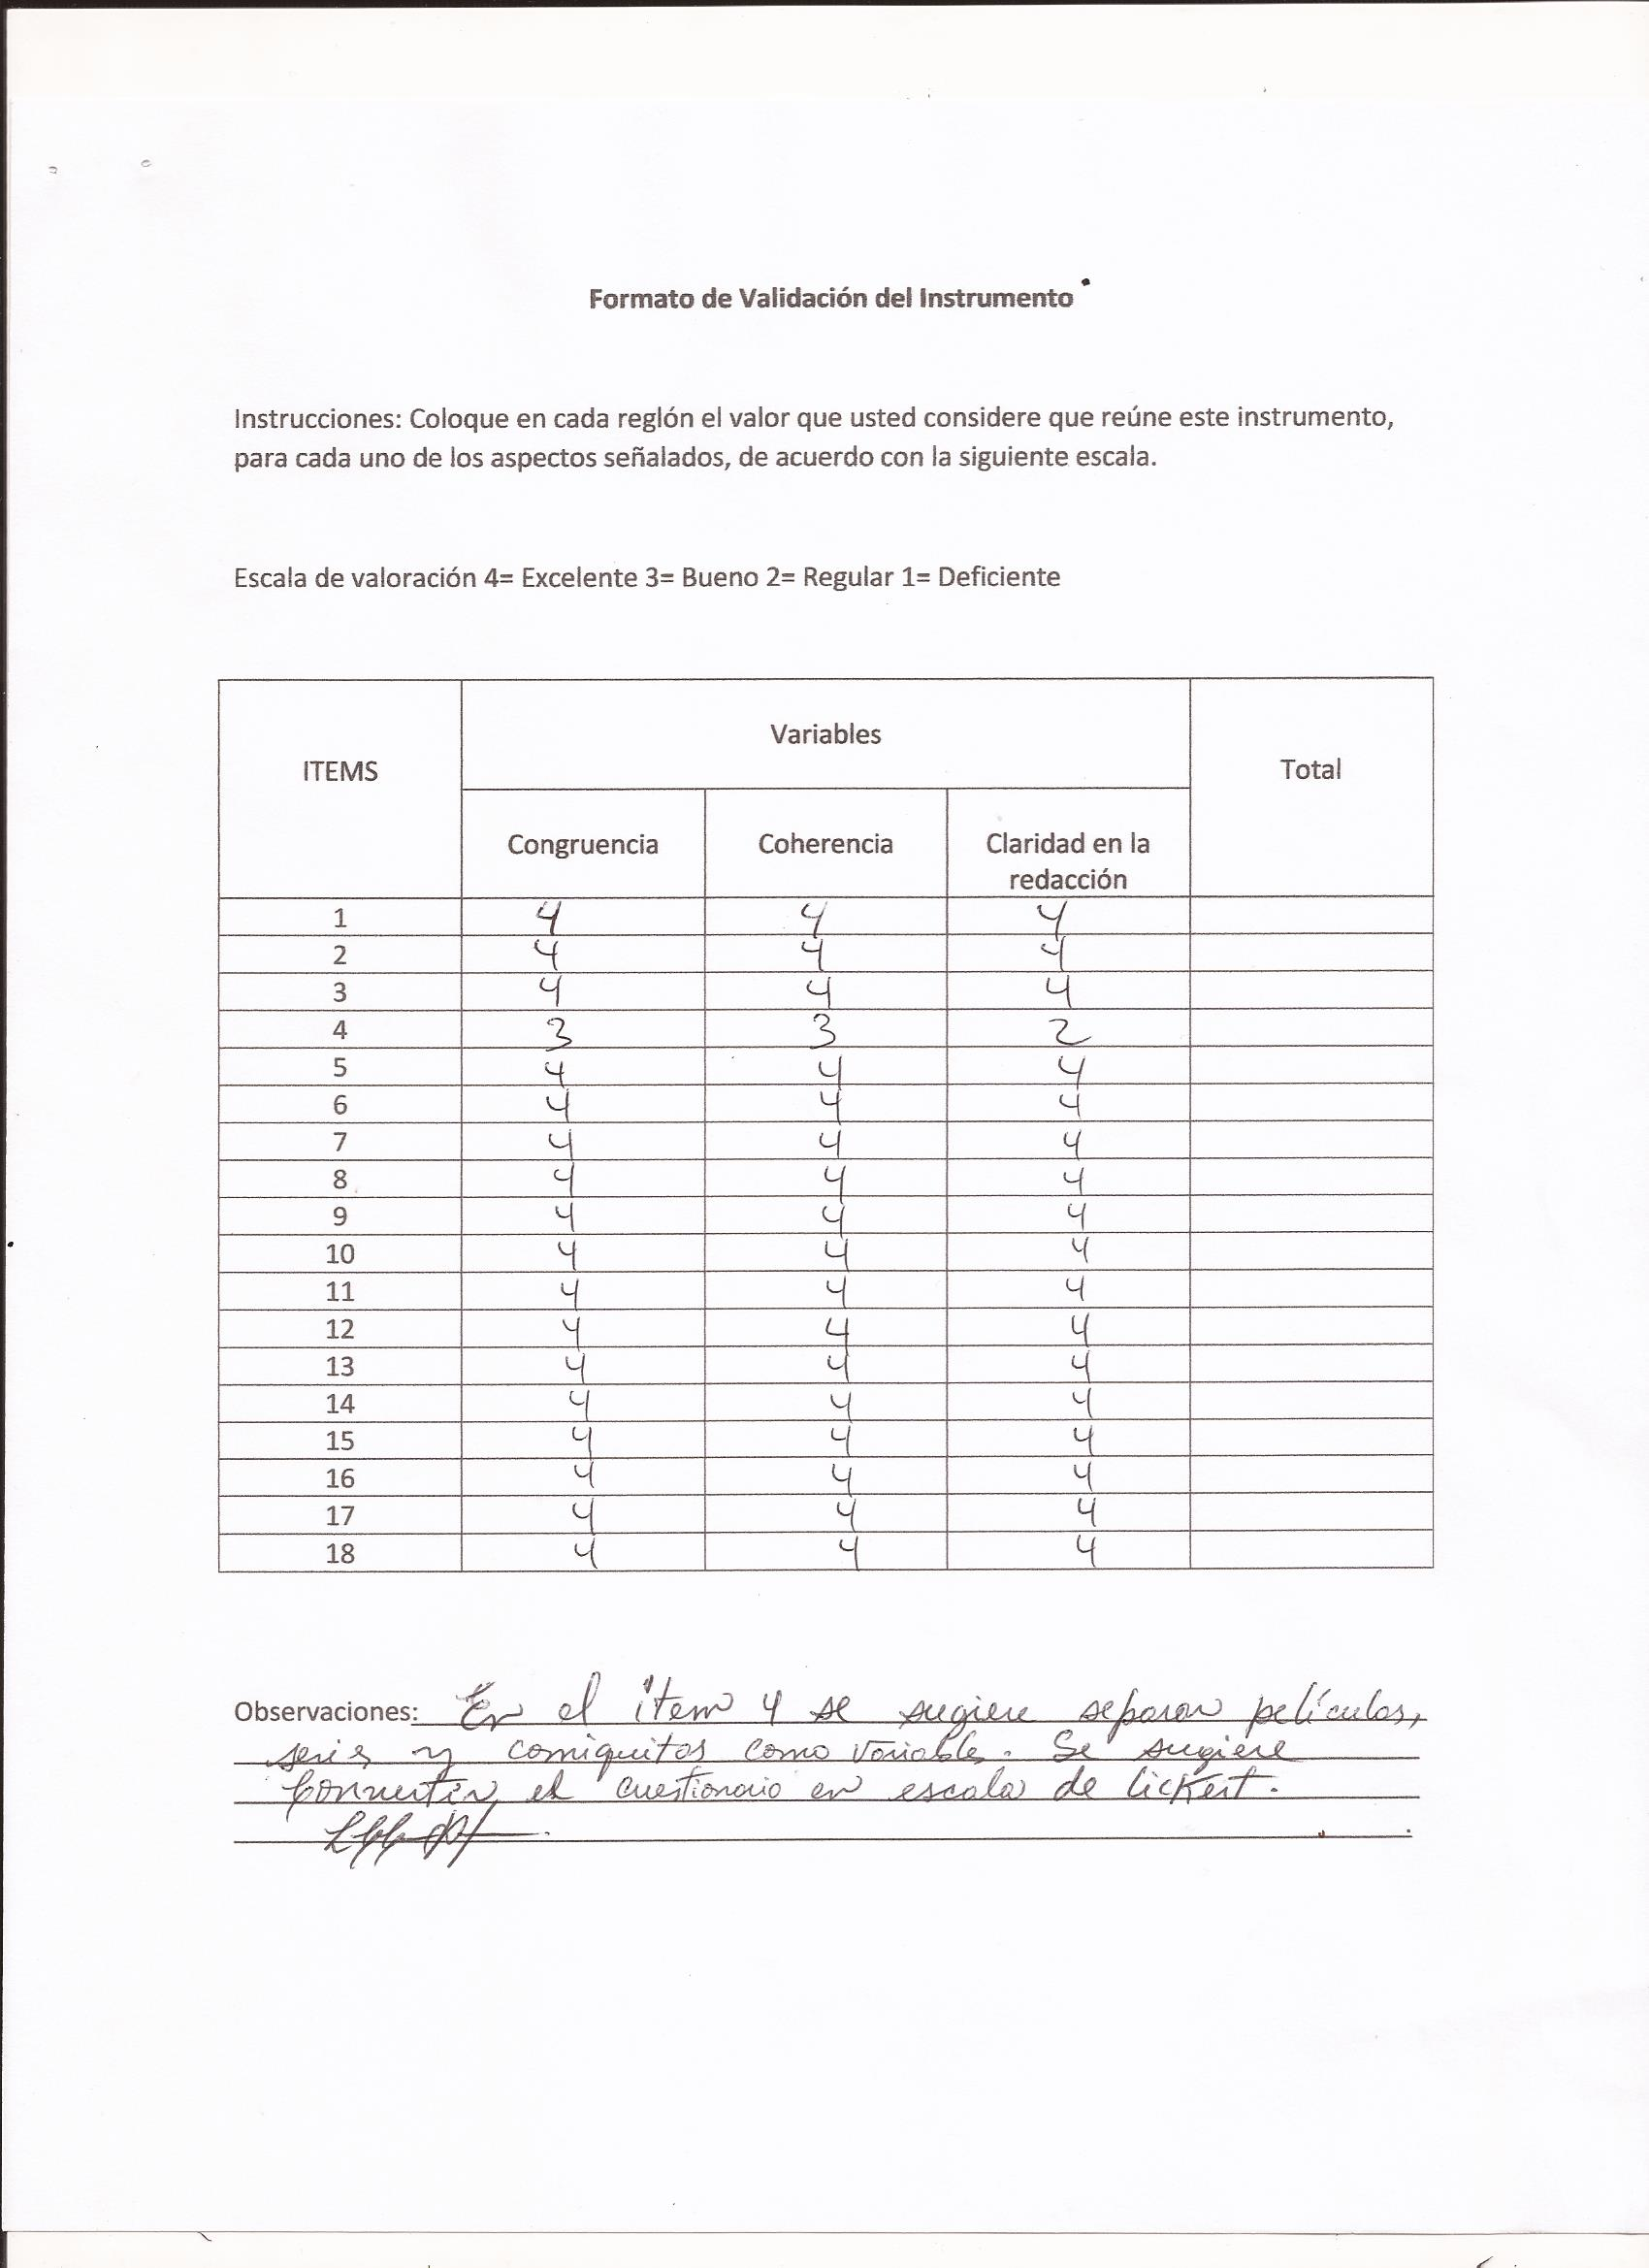 Formato de Validación del Instrumento
Instrucciones: Coloque en cada reglón el valor que usted considere que reúne este instrumento,
para cada uno de los aspectos señalados, de acuerdo con la siguiente escala.
Escala de valoración 4= Excelente 3= Bueno 2= Regular 1= Deficiente
ITEMS Variables Total
Congruencia Coherencia Claridad en la
redacción
1 4 4 4
2 4 4 4
3 4 4 4
4 3 3 2
5 4 4 4
6 4 4 4
7 4 4 4
8 4 4 4
9 4 4 4
10 4 4 4
11 4 4 4
12 4 4 4
13 4 4 4
14 4 4 4
15 4 4 4
16 4 4 4
17 4 4 4
18 4 4 4
Observaciones: En el ítem 4 se sugiere separar películas,
series y comiquitas como variables. Se sugiere
convertir el cuestionario en escala de lickert.